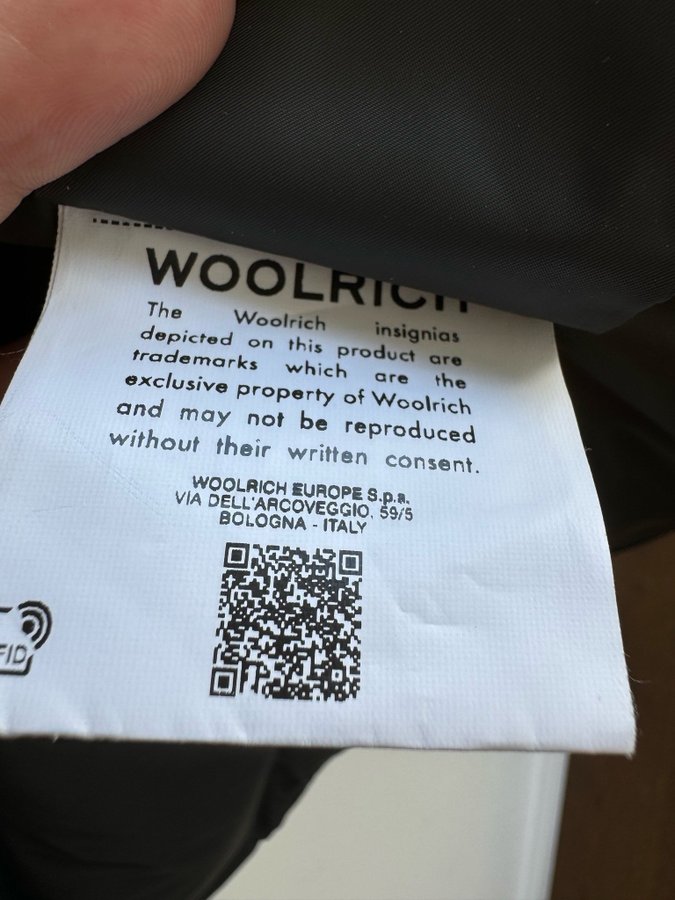 WOOLRICH
The Woolrich insignias
depicted on this product are
trademarks which are the
exclusive property of Woolrich
and may not be reproduced
without their written consent.
WOOLRICH EUROPE S.p.a.
VIA DELL'ARCOVEGGIO, 59/5
BOLOGNA - ITALY
FID